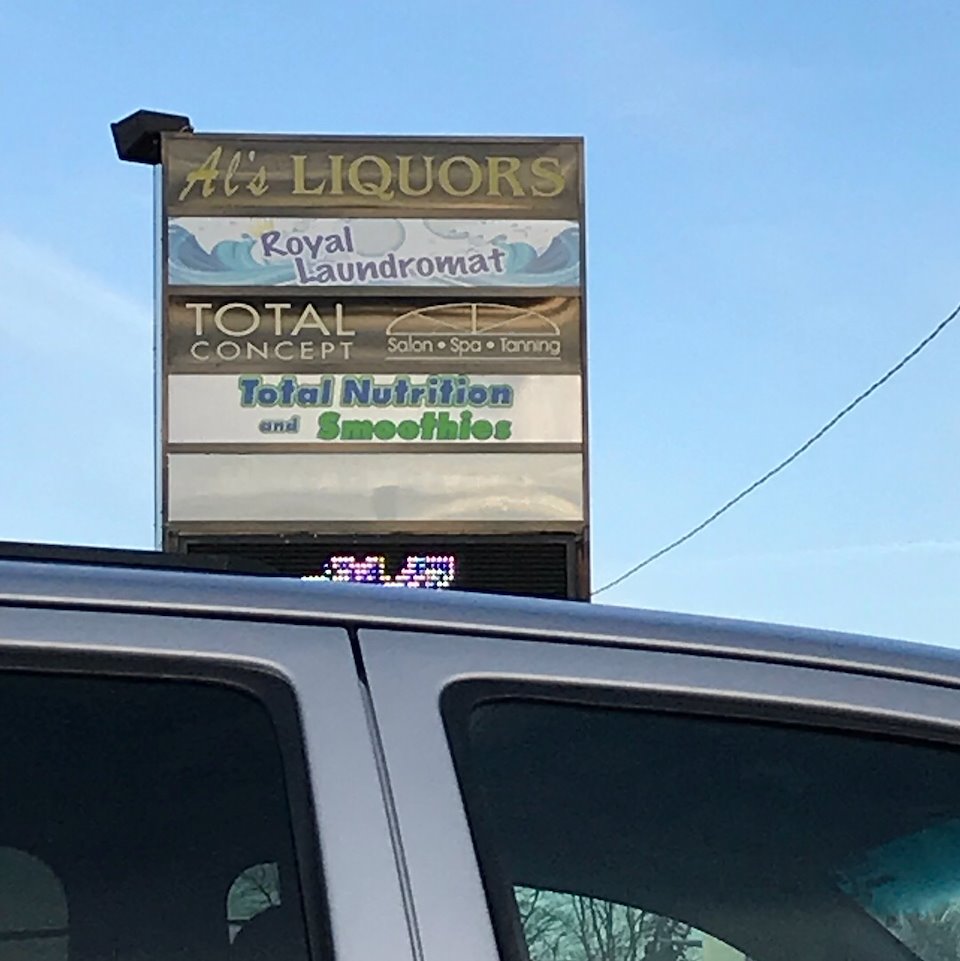 Al's LIQUORS
Royal
Laundromat
TOTAL
CONCEPT
Salon • Spa • Tanning
Total Nutrition
and Smoothies